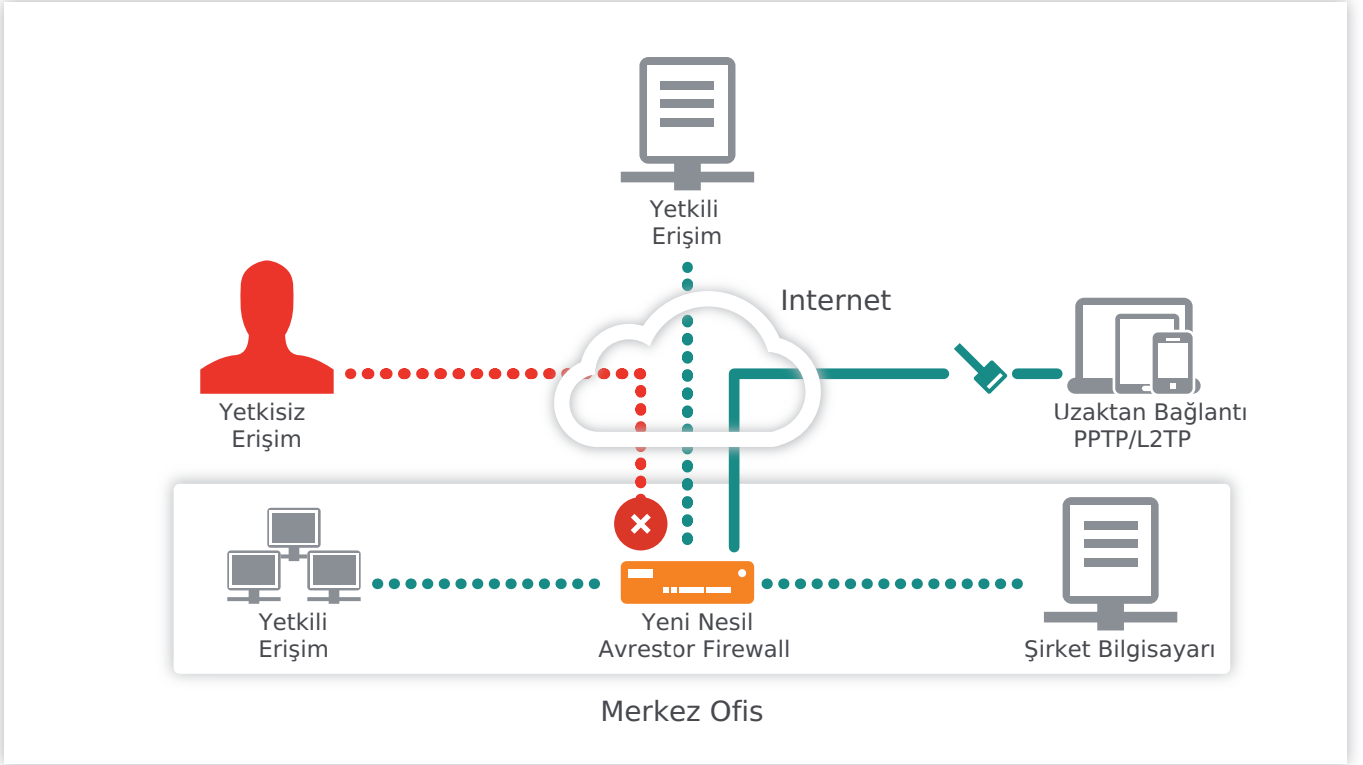 Yetkili
Erişim
Internet
Yetkisiz
Erişim
Uzaktan Bağlantı
PPTP/L2TP
Yetkili
Erişim
Yeni Nesil
Avrestor Firewall
Şirket Bilgisayarı
Merkez Ofis